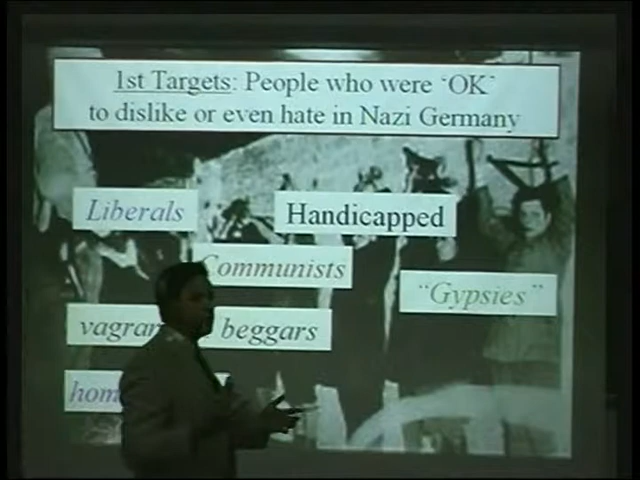 1st Targets: People who were ‘OK’
to dislike or even hate in Nazi Germany
Liberals
Handicapped
Communists
“Gypsies”
beggars